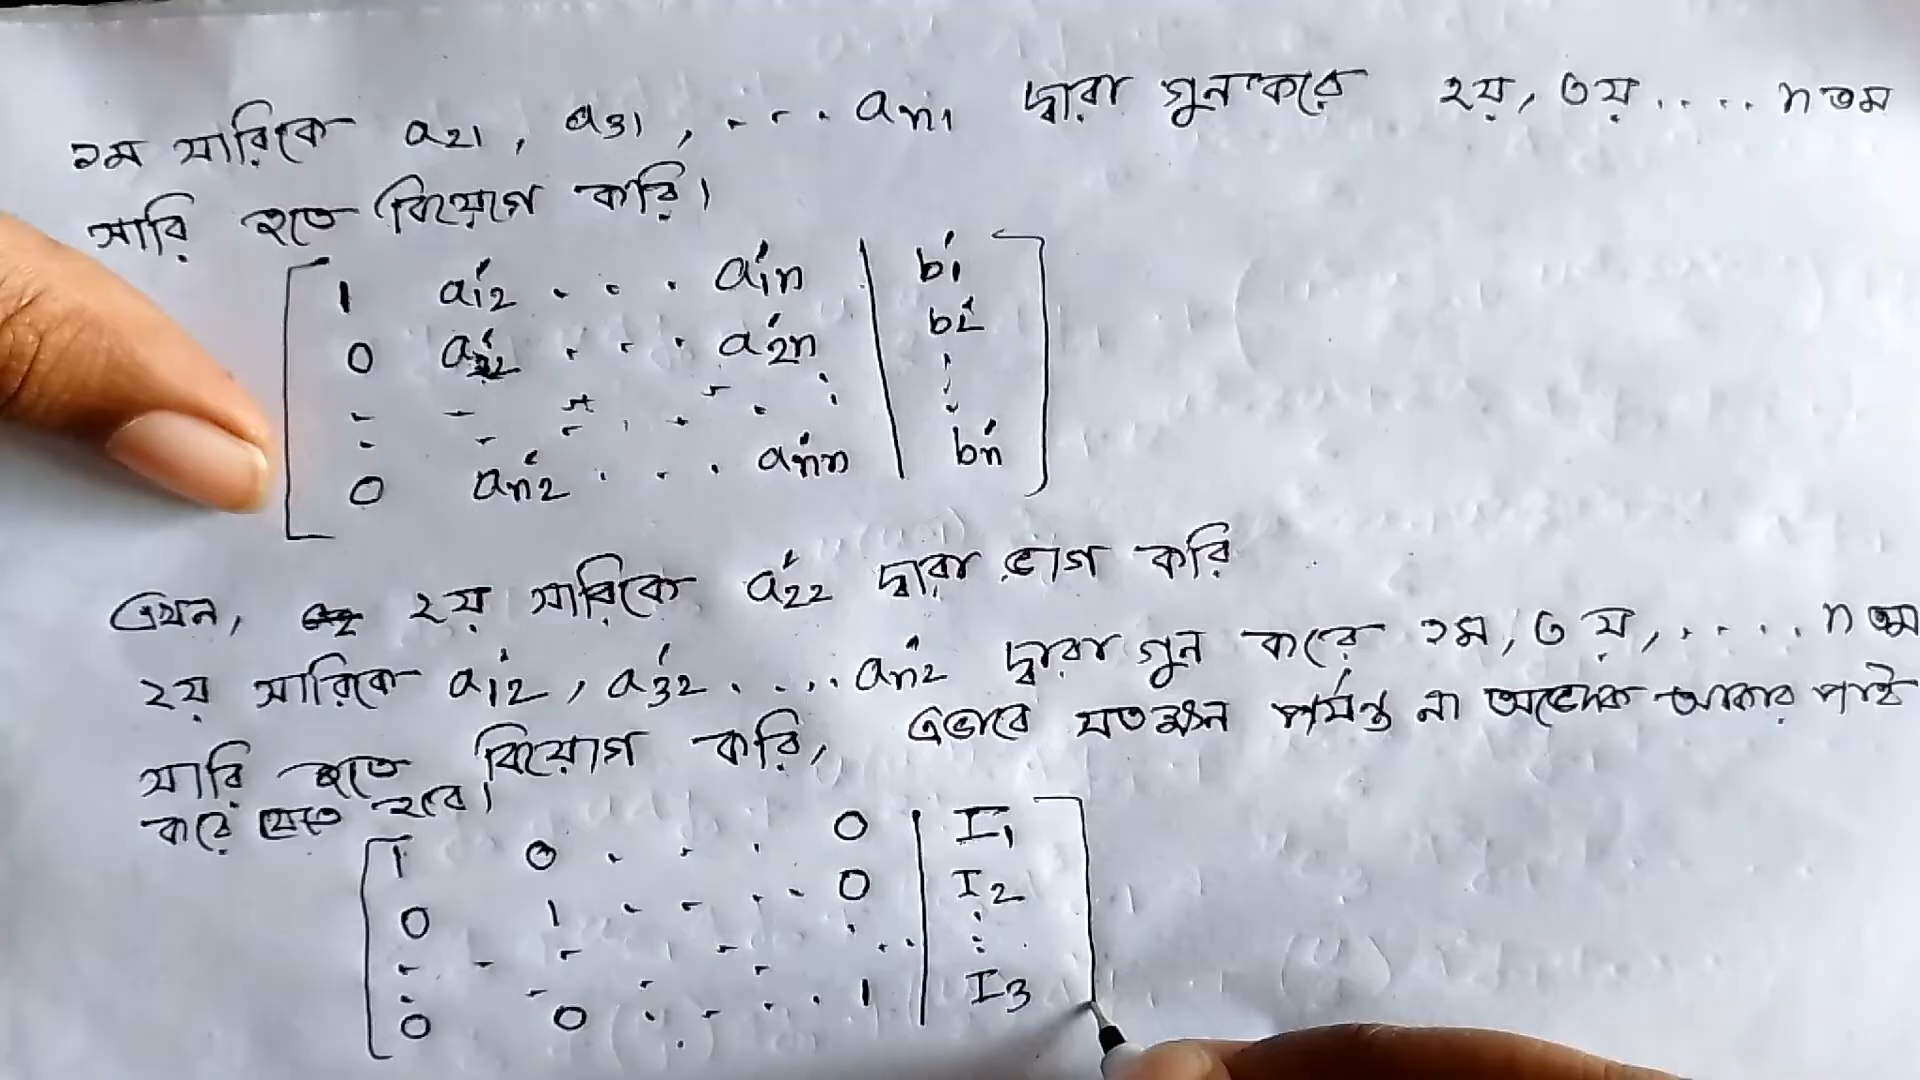 ১ম সারিকে a21, a31, .... an1 দ্বারা গুনকরে ২য়, ৩য়..... nতম
সারি হতে বিয়োগ করি।
1 a′12 . . . a′1n | b′1
0 a′22 . . . a′2n | b′2
0 a′n2 . . . a′nn | b′n
এখন, ২য় সারিকে a′22 দ্বারা ভাগ করি
২য় সারিকে a′12, a′32 .... a′n2 দ্বারা গুন করে ১ম, ৩য়, ..... nতম
সারি হতে বিয়োগ করি, এভাবে যতক্ষন পর্যন্ত না অভেদক আকার পাই
করে যেতে হবে।
1 0 . . . 0 | I1
0 1 . . . . 0 | I2
0 0 . . . . 1 | I3